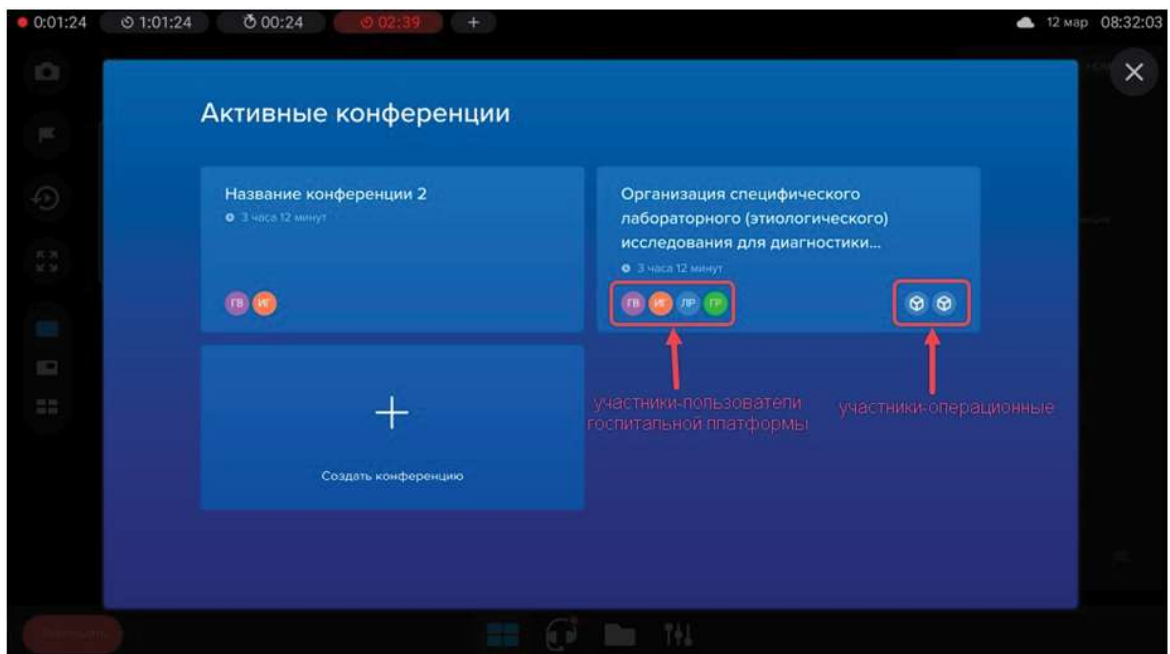 0:01:24 1:01:24 00:24 02:39 + 12 мар 08:32:03
Активные конференции
Название конференции 2
3 часа 12 минут
ГВ ИГ
Организация специфического
лабораторного (этиологического)
исследования для диагностики...
3 часа 12 минут
ГВ ИГ ЛР ГР
участники-пользователи
госпитальной платформы
участники-операционные
Создать конференцию